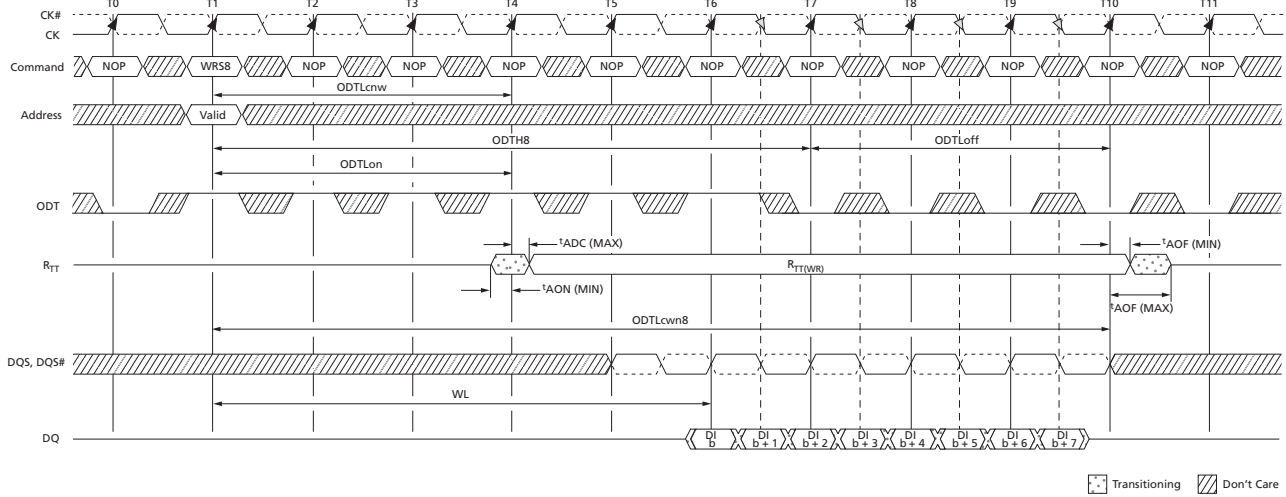 T0 T1 T2 T3 T4 T5 T6 T7 T8 T9 T10 T11
CK#
CK
Command NOP WRS8 NOP NOP NOP NOP NOP NOP NOP NOP NOP NOP
ODTLcnw
Address Valid
ODTH8 ODTLoff
ODTLon
ODT
tADC (MAX) tAOF (MIN)
RTT RTT(WR)
tAON (MIN)
tAOF (MAX)
ODTLcwn8
DQS, DQS#
WL
DQ
DI b
DI b + 1
DI b + 2
DI b + 3
DI b + 4
DI b + 5
DI b + 6
DI b + 7
Transitioning Don't Care